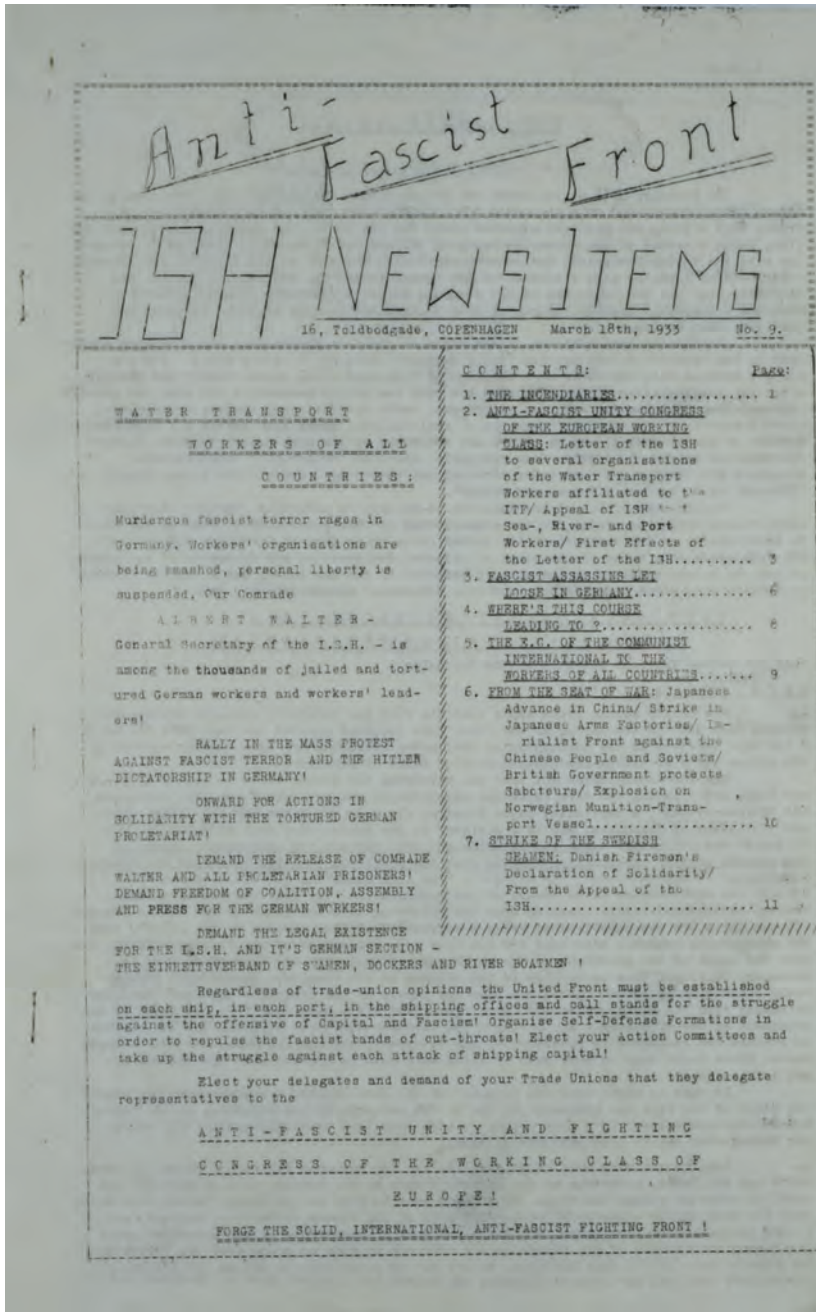 Anti-
Fascist
Front
ISH NEWS ITEMS
16, Toldbodgade, COPENHAGEN March 18th, 1933 No. 9.
WATER TRANSPORT
WORKERS OF ALL
COUNTRIES:
Murderous fascist terror rages in
Germany. Workers' organisations are
being smashed, personal liberty is
suspended. Our Comrade
ALBERT WALTER -
General Secretary of the I.S.H. - is
among the thousands of jailed and tort-
ured German workers and workers' lead-
ers!
RALLY IN THE MASS PROTEST
AGAINST FASCIST TERROR AND THE HITLER
DICTATORSHIP IN GERMANY!
ONWARD FOR ACTIONS IN
SOLIDARITY WITH THE TORTURED GERMAN
PROLETARIAT!
DEMAND THE RELEASE OF COMRADE
WALTER AND ALL PROLETARIAN PRISONERS!
DEMAND FREEDOM OF COALITION, ASSEMBLY
AND PRESS FOR THE GERMAN WORKERS!
DEMAND THE LEGAL EXISTENCE
FOR THE I.S.H. AND IT'S GERMAN SECTION -
THE EINHEITSVERBAND OF SEAMEN, DOCKERS AND RIVER BOATMEN !
CONTENTS: Page:
1. THE INCENDIARIES.................. 1
2. ANTI-FASCIST UNITY CONGRESS
OF THE EUROPEAN WORKING
CLASS: Letter of the ISH
to several organisations
of the Water Transport
Workers affiliated to the
ITF/ Appeal of ISH
Sea-, River- and Port
Workers/ First Effects of
the Letter of the ISH.......... 3
3. FASCIST ASSASSINS LET
LOOSE IN GERMANY............... 6
4. WHERE'S THIS COURSE
LEADING TO ?................... 8
5. THE E.C. OF THE COMMUNIST
INTERNATIONAL TO THE
WORKERS OF ALL COUNTRIES....... 9
6. FROM THE SEAT OF WAR: Japanese
Advance in China/ Strike in
Japanese Arms Factories/
rialist Front against the
Chinese People and Soviets/
British Government protects
Saboteurs/ Explosion on
Norwegian Munition-Trans-
port Vessel.................... 10
7. STRIKE OF THE SWEDISH
SEAMEN: Danish Firemen's
Declaration of Solidarity/
From the Appeal of the
ISH............................ 11
Regardless of trade-union opinions the United Front must be established
on each ship, in each port, in the shipping offices and call stands for the struggle
against the offensive of Capital and Fascism! Organise Self-Defense Formations in
order to repulse the fascist bands of cut-throats! Elect your Action Committees and
take up the struggle against each attack of shipping capital!
Elect your delegates and demand of your Trade Unions that they delegate
representatives to the
ANTI-FASCIST UNITY AND FIGHTING
CONGRESS OF THE WORKING CLASS OF
EUROPE!
FORGE THE SOLID, INTERNATIONAL, ANTI-FASCIST FIGHTING FRONT !